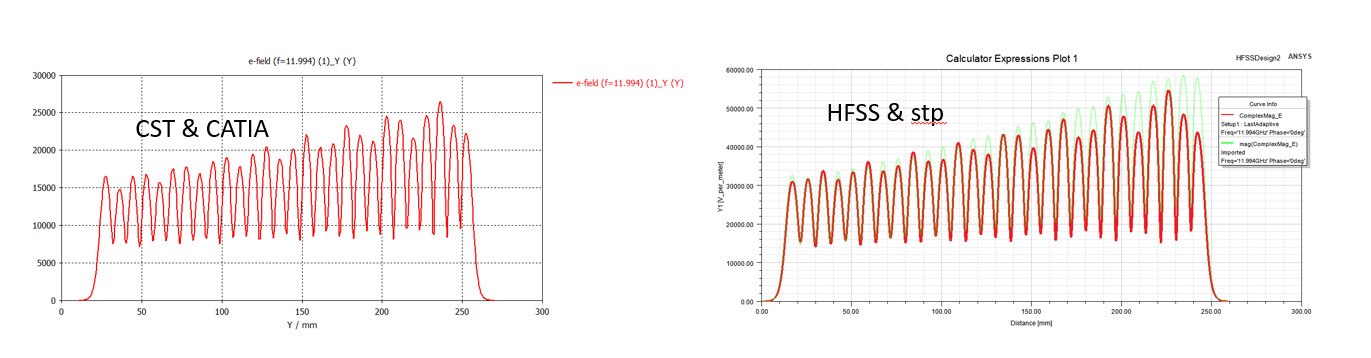 e-field (f=11.994) (1)_Y (Y)
30000
25000
20000
15000
10000
5000
0
CST & CATIA
e-field (f=11.994) (1)_Y (Y)
0
50
100
150
200
250
300
Y / mm
Calculator Expressions Plot 1
HFSSDesign2
ANSYS
60000.00
50000.00
40000.00
30000.00
20000.00
10000.00
0.00
Y1 [V_per_meter]
HFSS & stp
Curve Info
ComplexMag_E
Setup1 : LastAdaptive
Freq='11.994GHz' Phase='0deg'
mag(ComplexMag_E)
Imported
Freq='11.994GHz' Phase='0deg'
0.00
50.00
100.00
150.00
200.00
250.00
300.00
Distance [mm]